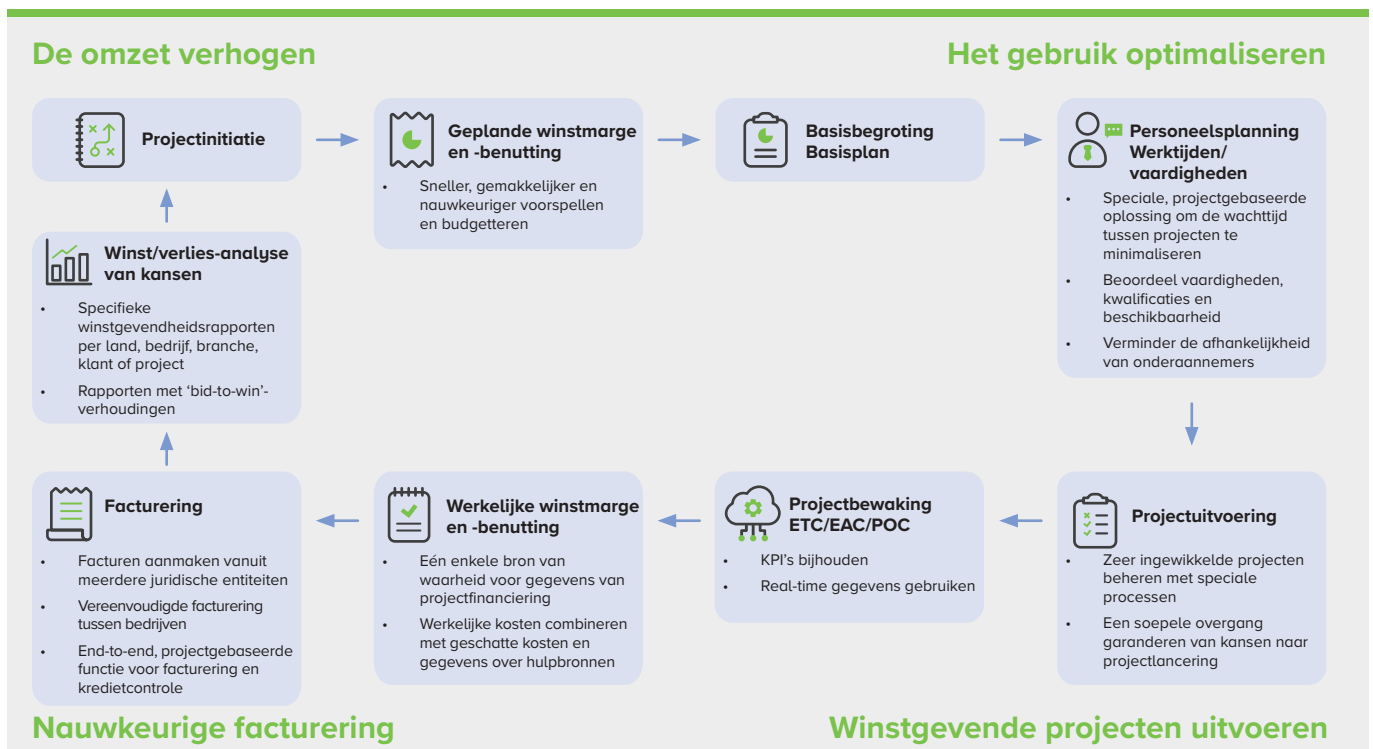 De omzet verhogen
Het gebruik optimaliseren
Projectinitiatie
Geplande winstmarge
en -benutting
• Sneller, gemakkelijker en
nauwkeuriger voorspellen
en budgetteren
Basisbegroting
Basisplan
Personeelsplanning
Werktijden/
vaardigheden
• Speciale, projectgebaseerde
oplossing om de wachttijd
tussen projecten te
minimaliseren
• Beoordeel vaardigheden,
kwalificaties en
beschikbaarheid
• Verminder de afhankelijkheid
van onderaannemers
Winst/verlies-analyse
van kansen
• Specifieke
winstgevendheidsrapporten
per land, bedrijf, branche,
klant of project
• Rapporten met ‘bid-to-win’-
verhoudingen
Facturering
• Facturen aanmaken vanuit
meerdere juridische entiteiten
• Vereenvoudigde facturering
tussen bedrijven
• End-to-end, projectgebaseerde
functie voor facturering en
kredietcontrole
Werkelijke winstmarge
en -benutting
• Eén enkele bron van
waarheid voor gegevens van
projectfinanciering
• Werkelijke kosten combineren
met geschatte kosten en
gegevens over hulpbronnen
Projectbewaking
ETC/EAC/POC
• KPI’s bijhouden
• Real-time gegevens gebruiken
Projectuitvoering
• Zeer ingewikkelde projecten
beheren met speciale
processen
• Een soepele overgang
garanderen van kansen naar
projectlancering
Nauwkeurige facturering
Winstgevende projecten uitvoeren